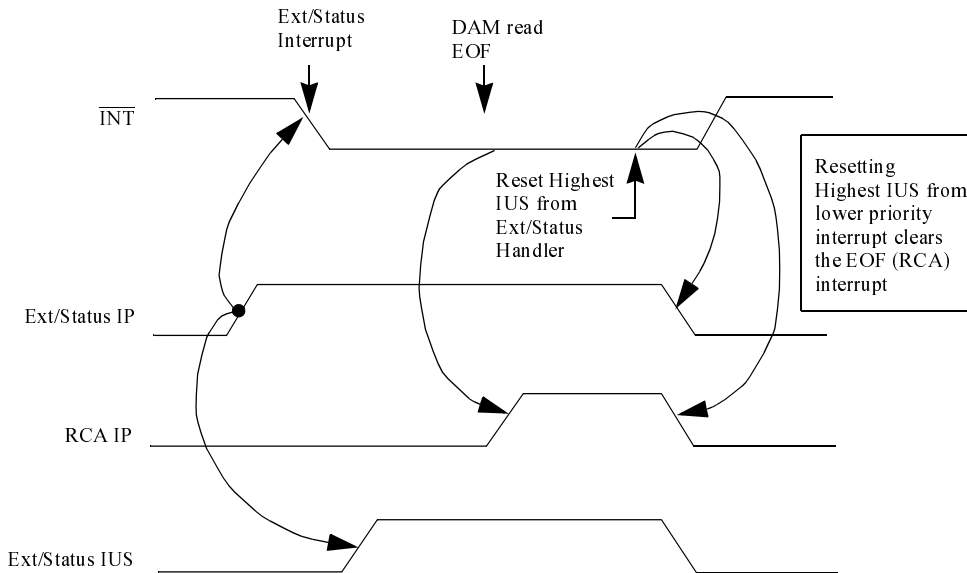 Ext/Status
Interrupt
DAM read
EOF
INT
Reset Highest
IUS from
Ext/Status
Handler
Resetting
Highest IUS from
lower priority
interrupt clears
the EOF (RCA)
interrupt
Ext/Status IP
RCA IP
Ext/Status IUS